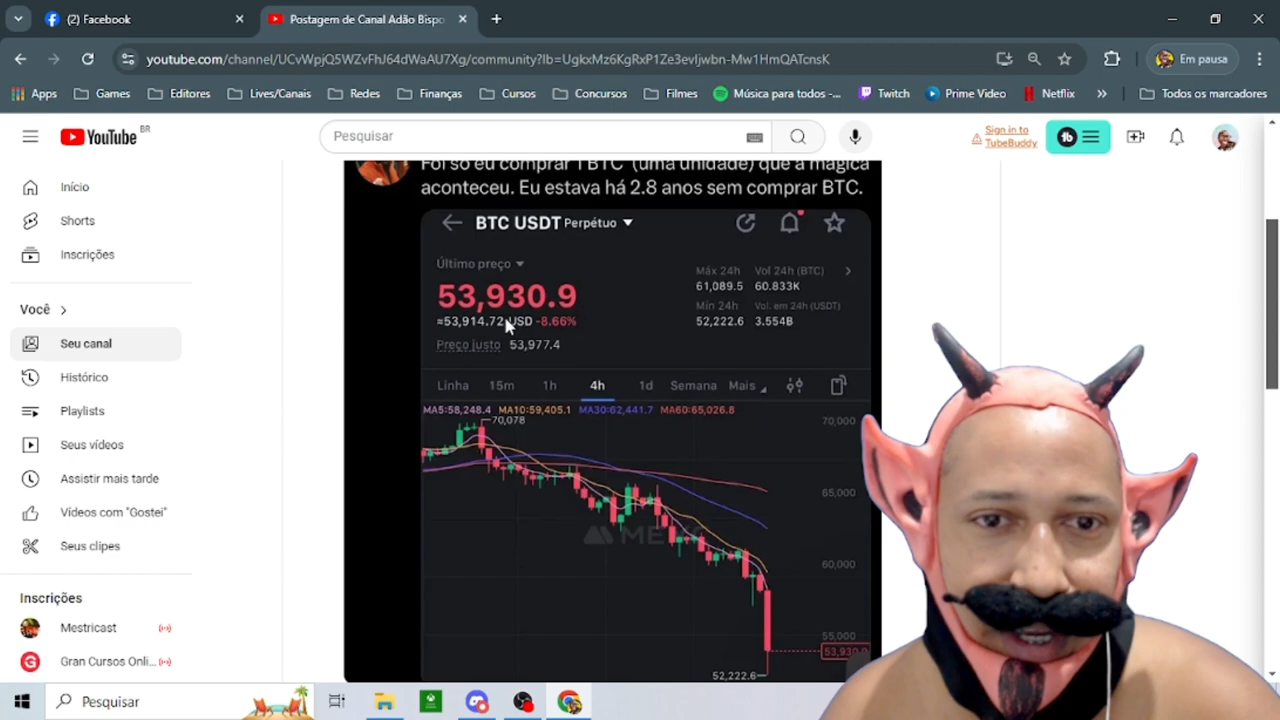 (2) Facebook
Postagem de Canal Adão Bispo
youtube.com/channel/UCvWpjQ5WZvFhJ64dWaAU7Xg/community?lb=UgkxMz6KgRxP1Ze3evIjwbn-Mw1HmQATcnsK
Em pausa
Apps
Games
Editores
Lives/Canais
Redes
Finanças
Cursos
Concursos
Filmes
Música para todos -...
Twitch
Prime Video
Netflix
Todos os marcadores
YouTube BR
Pesquisar
Sign in to
TubeBuddy
Início
Shorts
Inscrições
Você
Seu canal
Histórico
Playlists
Seus vídeos
Assistir mais tarde
Vídeos com "Gostei"
Seus clipes
Inscrições
Mestricast
Gran Cursos Onli...
Foi só eu comprar 1 BTC (uma unidade) que a mágica
aconteceu. Eu estava há 2.8 anos sem comprar BTC.
BTC USDT Perpétuo
Último preço
53,930.9
≈53,914.72 USD -8.66%
Preço justo 53,977.4
Máx 24h Vol 24h (BTC)
61,089.5 60.833K
Mín 24h Vol. em 24h (USDT)
52,222.6 3.554B
Linha 15m 1h 4h 1d Semana Mais
MA5:58,248.4 MA10:59,405.1 MA30:62,441.7 MA60:65,026.8
70,078
70,000
65,000
60,000
55,000
53,930.9
52,222.6
Pesquisar